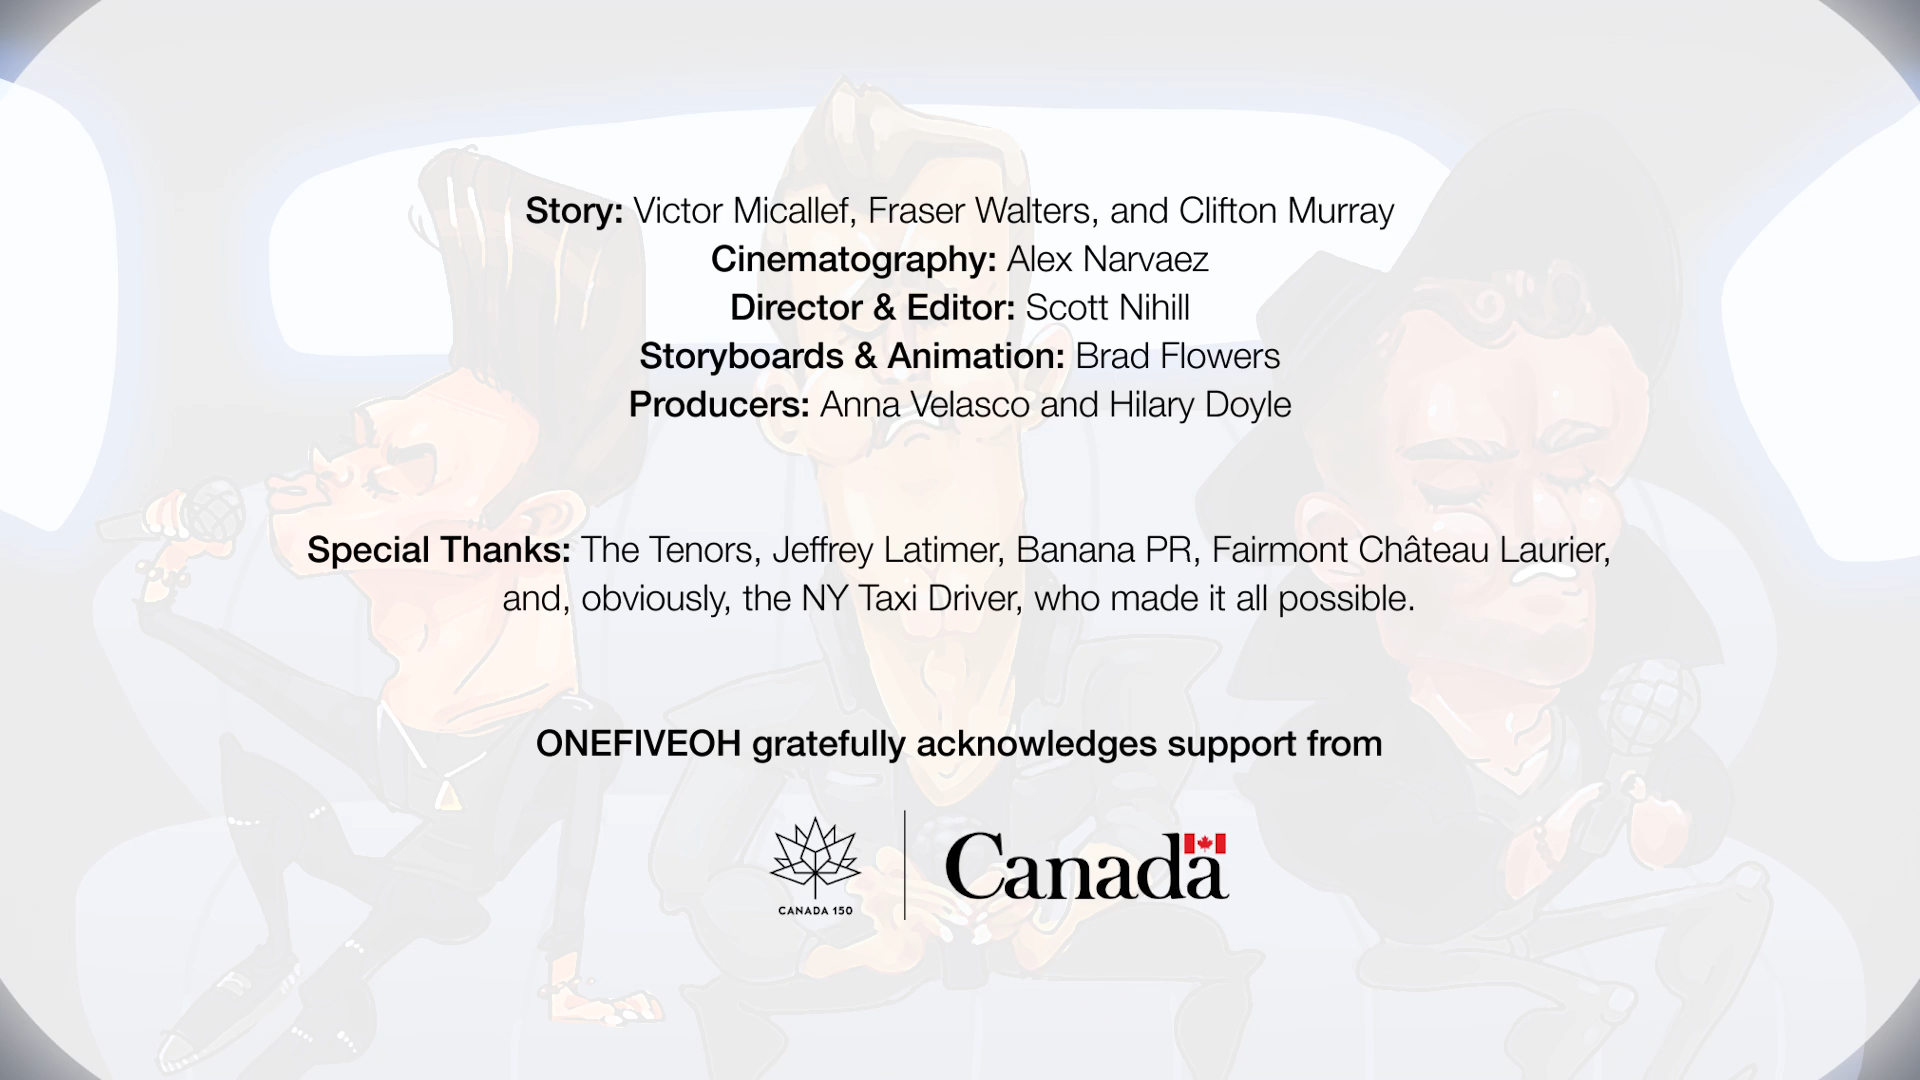 Story: Victor Micallef, Fraser Walters, and Clifton Murray
Cinematography: Alex Narvaez
Director & Editor: Scott Nihill
Storyboards & Animation: Brad Flowers
Producers: Anna Velasco and Hilary Doyle
Special Thanks: The Tenors, Jeffrey Latimer, Banana PR, Fairmont Château Laurier,
and, obviously, the NY Taxi Driver, who made it all possible.
ONEFIVEOH gratefully acknowledges support from
CANADA 150
Canada